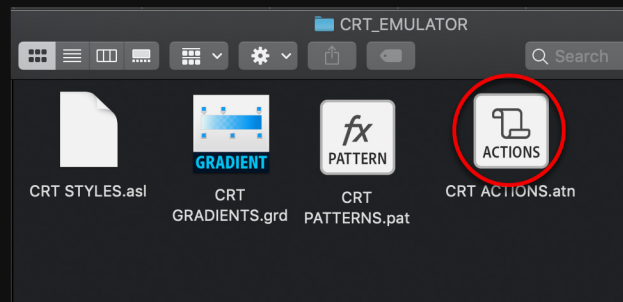 CRT_EMULATOR
Search
GRADIENT
fx
PATTERN
ACTIONS
CRT STYLES.asl
CRT
GRADIENTS.grd
CRT
PATTERNS.pat
CRT ACTIONS.atn